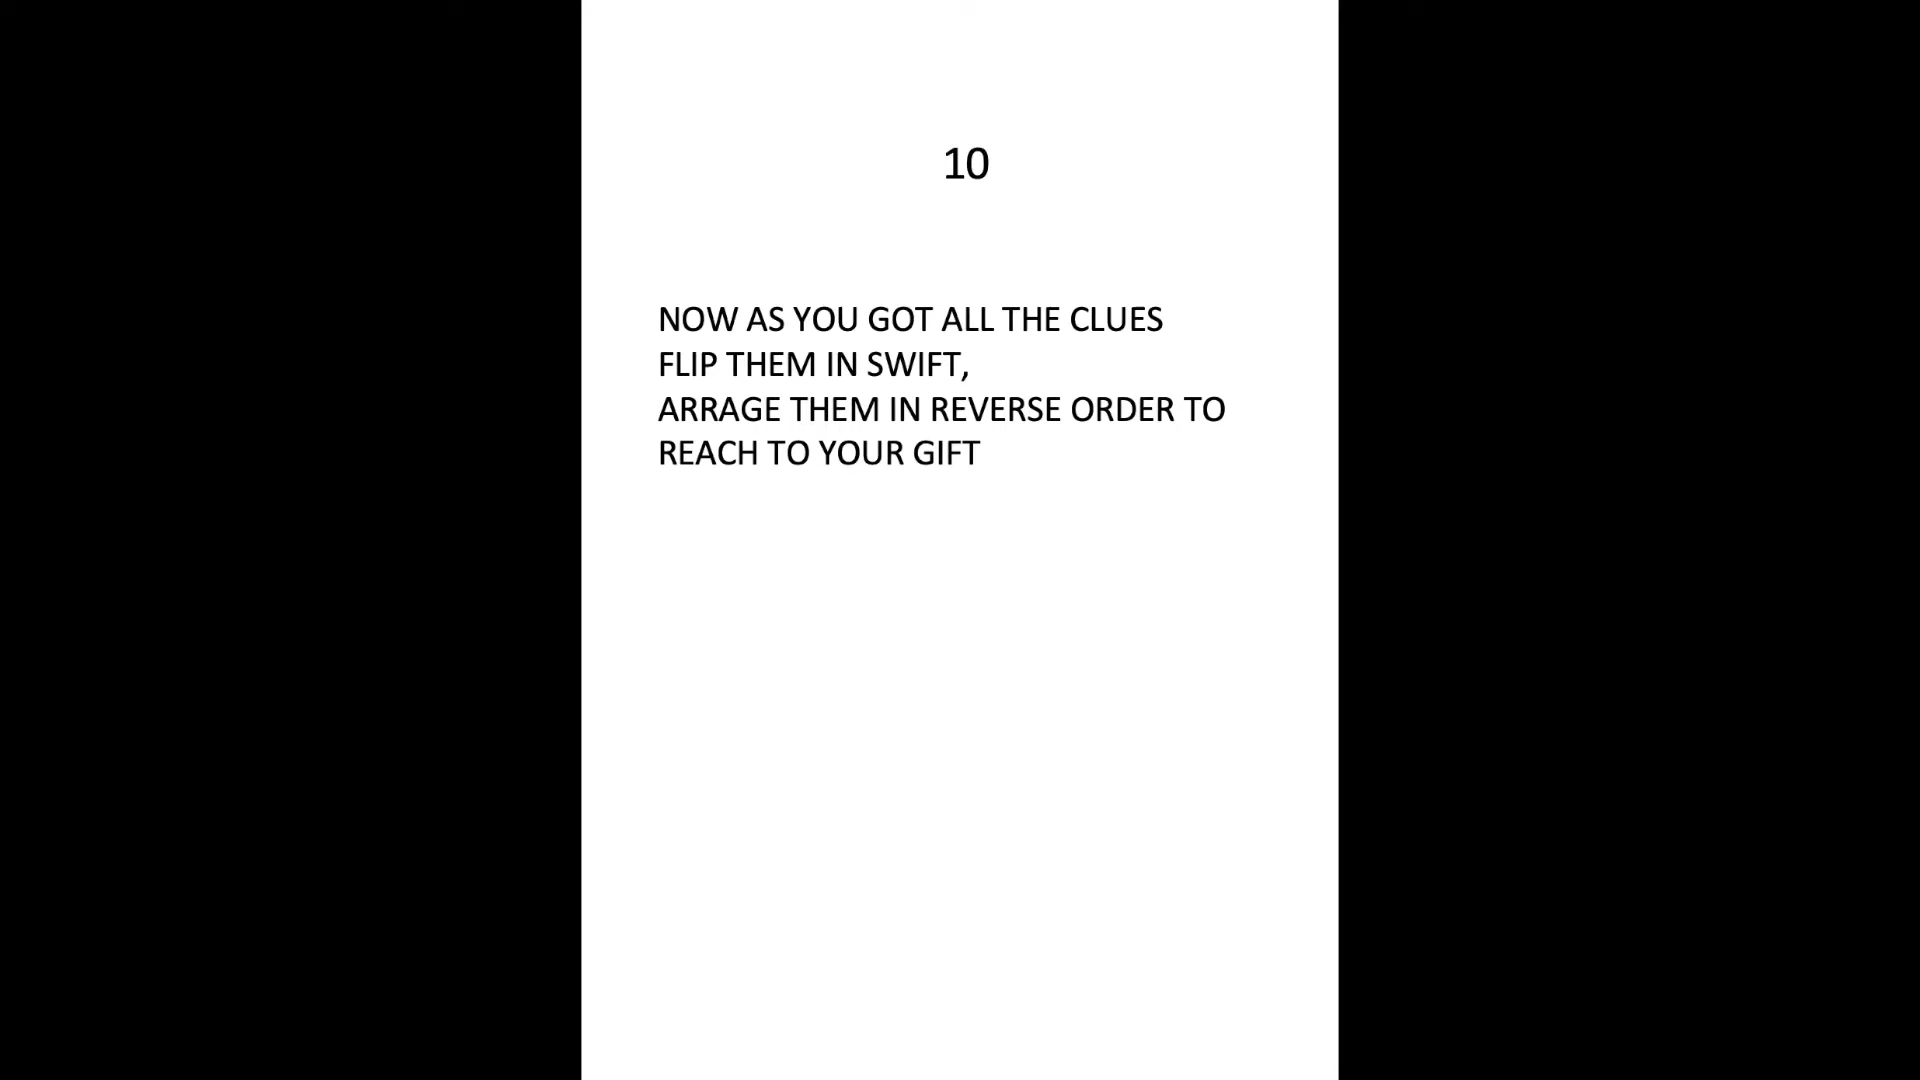 10
NOW AS YOU GOT ALL THE CLUES
FLIP THEM IN SWIFT,
ARRAGE THEM IN REVERSE ORDER TO
REACH TO YOUR GIFT